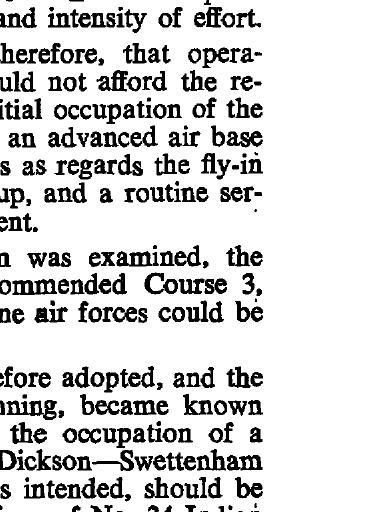 and intensity of effort.
herefore, that opera-
uld not afford the re-
itial occupation of the
an advanced air base
s as regards the fly-in
up, and a routine ser-
ent.
n was examined, the
ommended Course 3,
ne air forces could be
efore adopted, and the
nning, became known
the occupation of a
Dickson—Swettenham
s intended, should be